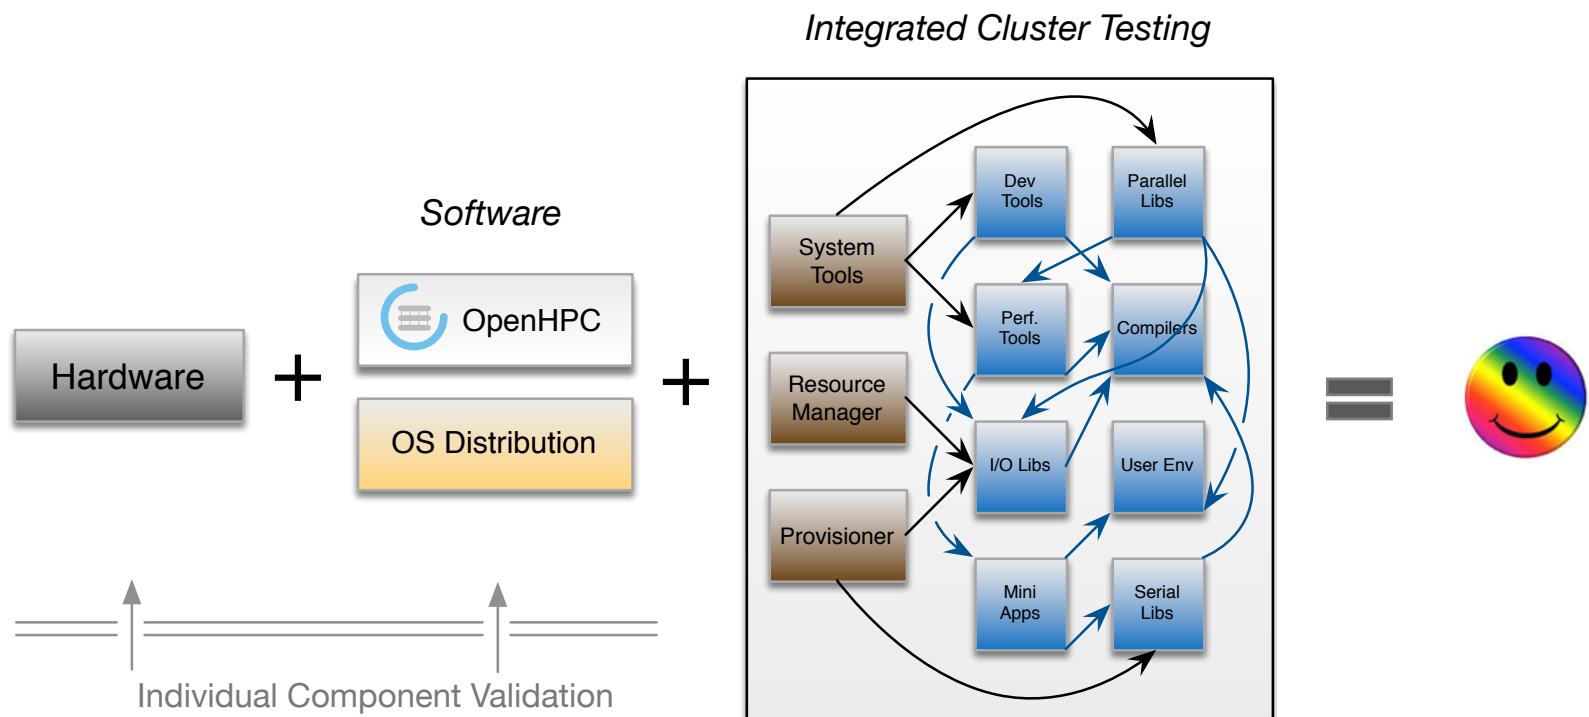 Integrated Cluster Testing
Software
Hardware
+
OpenHPC
OS Distribution
+
System
Tools
Resource
Manager
Provisioner
Dev
Tools
Parallel
Libs
Perf.
Tools
Compilers
I/O Libs
User Env
Mini
Apps
Serial
Libs
=
Individual Component Validation